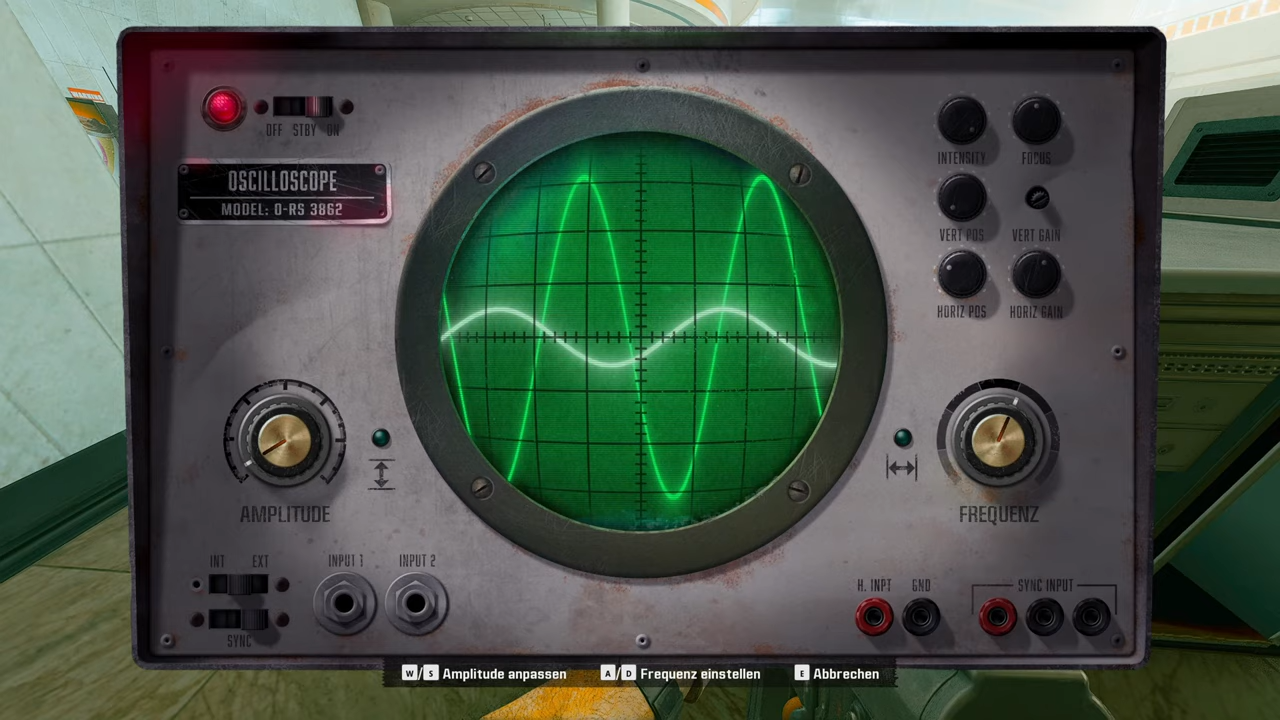 OFF STBY ON
OSCILLOSCOPE
MODEL: O-RS 3862
INTENSITY FOCUS
VERT POS VERT GAIN
HORIZ POS HORIZ GAIN
AMPLITUDE
FREQUENZ
INT EXT
INPUT 1 INPUT 2
SYNC
H. INPT GND
SYNC INPUT
W/S Amplitude anpassen A/D Frequenz einstellen E Abbrechen